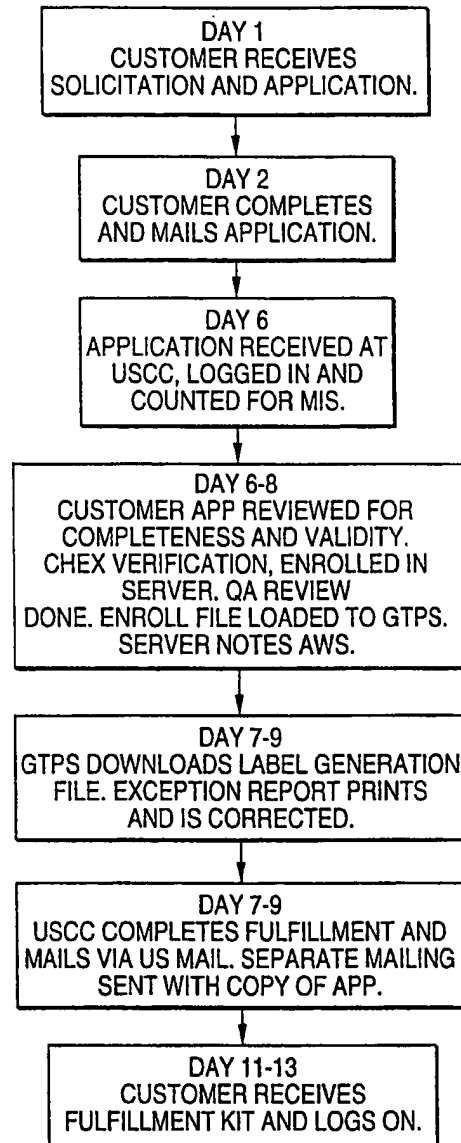 DAY 1
CUSTOMER RECEIVES
SOLICITATION AND APPLICATION.
DAY 2
CUSTOMER COMPLETES
AND MAILS APPLICATION.
DAY 6
APPLICATION RECEIVED AT
USCC, LOGGED IN AND
COUNTED FOR MIS.
DAY 6-8
CUSTOMER APP REVIEWED FOR
COMPLETENESS AND VALIDITY.
CHEX VERIFICATION, ENROLLED IN
SERVER. QA REVIEW
DONE. ENROLL FILE LOADED TO GTPS.
SERVER NOTES AWS.
DAY 7-9
GTPS DOWNLOADS LABEL GENERATION
FILE. EXCEPTION REPORT PRINTS
AND IS CORRECTED.
DAY 7-9
USCC COMPLETES FULFILLMENT AND
MAILS VIA US MAIL. SEPARATE MAILING
SENT WITH COPY OF APP.
DAY 11-13
CUSTOMER RECEIVES
FULFILLMENT KIT AND LOGS ON.